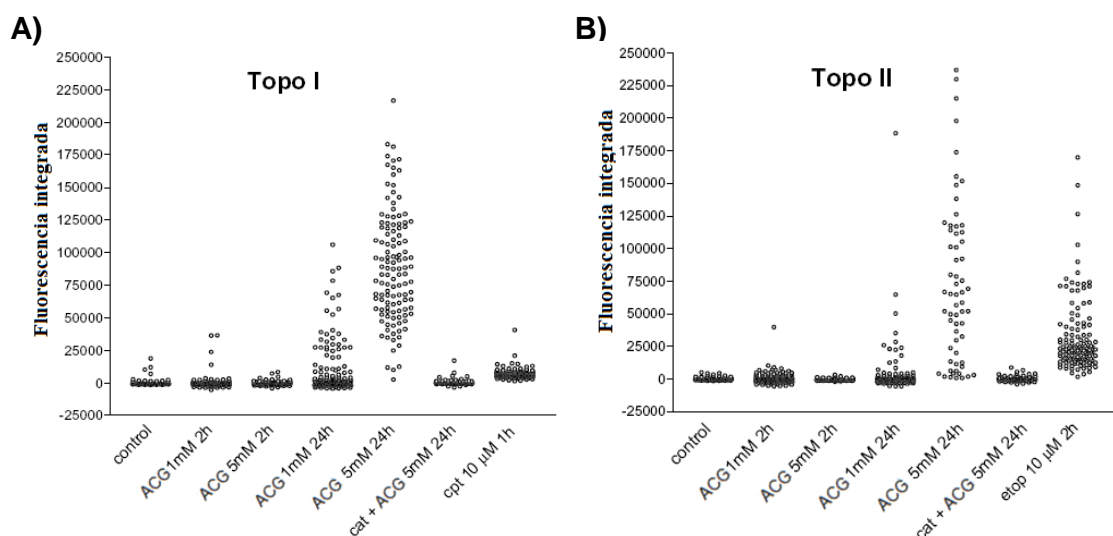 A)
Topo I
Fluorescencia integrada
250000
225000
200000
175000
150000
125000
100000
75000
50000
25000
0
-25000
control
ACG 1mM 2h
ACG 5mM 2h
ACG 1mM 24h
ACG 5mM 24h
cat + ACG 5mM 24h
cpt 10 µM 1h
B)
Topo II
Fluorescencia integrada
250000
225000
200000
175000
150000
125000
100000
75000
50000
25000
0
-25000
control
ACG 1mM 2h
ACG 5mM 2h
ACG 1mM 24h
ACG 5mM 24h
cat + ACG 5mM 24h
etop 10 µM 2h